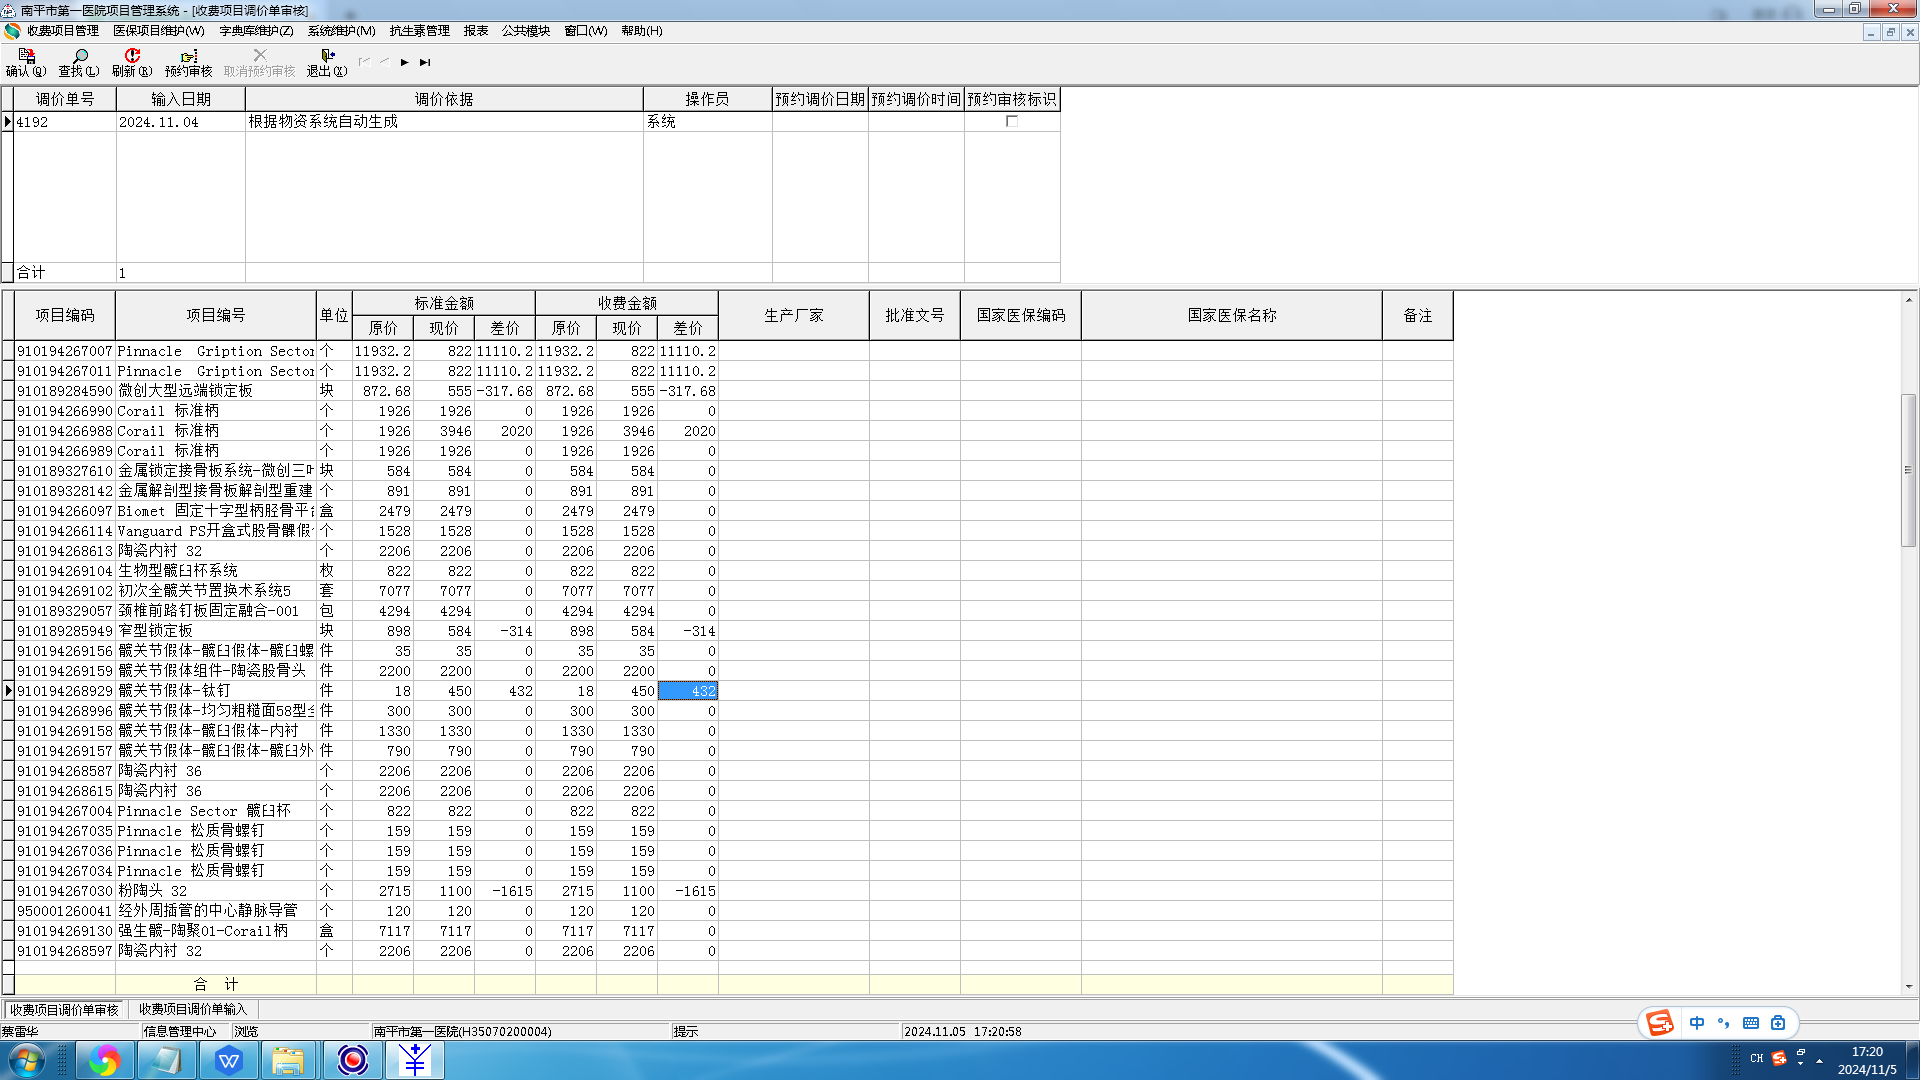 南平市第一医院项目管理系统 - [收费项目调价单审核]
收费项目管理 医保项目维护(W) 字典库维护(Z) 系统维护(M) 抗生素管理 报表 公共模块 窗口(W) 帮助(H)
确认(Q) 查找(L) 刷新(R) 预约审核 取消预约审核 退出(X)
调价单号 输入日期 调价依据 操作员 预约调价日期 预约调价时间 预约审核标识
4192 2024.11.04 根据物资系统自动生成 系统
合计 1
项目编码 项目编号 单位 标准金额 收费金额 生产厂家 批准文号 国家医保编码 国家医保名称 备注
原价 现价 差价 原价 现价 差价
910194267007 Pinnacle  Gription Sector 个 11932.2 822 11110.2 11932.2 822 11110.2
910194267011 Pinnacle  Gription Sector 个 11932.2 822 11110.2 11932.2 822 11110.2
910189284590 微创大型远端锁定板 块 872.68 555 -317.68 872.68 555 -317.68
910194266990 Corail 标准柄 个 1926 1926 0 1926 1926 0
910194266988 Corail 标准柄 个 1926 3946 2020 1926 3946 2020
910194266989 Corail 标准柄 个 1926 1926 0 1926 1926 0
910189327610 金属锁定接骨板系统-微创三叶 块 584 584 0 584 584 0
910189328142 金属解剖型接骨板解剖型重建 个 891 891 0 891 891 0
910194266097 Biomet 固定十字型柄胫骨平台 盒 2479 2479 0 2479 2479 0
910194266114 Vanguard PS开盒式股骨髁假 个 1528 1528 0 1528 1528 0
910194268613 陶瓷内衬 32 个 2206 2206 0 2206 2206 0
910194269104 生物型髋臼杯系统 枚 822 822 0 822 822 0
910194269102 初次全髋关节置换术系统5 套 7077 7077 0 7077 7077 0
910189329057 颈椎前路钉板固定融合-001 包 4294 4294 0 4294 4294 0
910189285949 窄型锁定板 块 898 584 -314 898 584 -314
910194269156 髋关节假体-髋臼假体-髋臼螺 件 35 35 0 35 35 0
910194269159 髋关节假体组件-陶瓷股骨头 件 2200 2200 0 2200 2200 0
910194268929 髋关节假体-钛钉 件 18 450 432 18 450 432
910194268996 髋关节假体-均匀粗糙面58型全 件 300 300 0 300 300 0
910194269158 髋关节假体-髋臼假体-内衬 件 1330 1330 0 1330 1330 0
910194269157 髋关节假体-髋臼假体-髋臼外 件 790 790 0 790 790 0
910194268587 陶瓷内衬 36 个 2206 2206 0 2206 2206 0
910194268615 陶瓷内衬 36 个 2206 2206 0 2206 2206 0
910194267004 Pinnacle Sector 髋臼杯 个 822 822 0 822 822 0
910194267035 Pinnacle 松质骨螺钉 个 159 159 0 159 159 0
910194267036 Pinnacle 松质骨螺钉 个 159 159 0 159 159 0
910194267034 Pinnacle 松质骨螺钉 个 159 159 0 159 159 0
910194267030 粉陶头 32 个 2715 1100 -1615 2715 1100 -1615
950001260041 经外周插管的中心静脉导管 个 120 120 0 120 120 0
910194269130 强生髋-陶聚01-Corail柄 盒 7117 7117 0 7117 7117 0
910194268597 陶瓷内衬 32 个 2206 2206 0 2206 2206 0
合 计
收费项目调价单审核 收费项目调价单输入
蔡雷华 信息管理中心 浏览 南平市第一医院(H35070200004) 提示 2024.11.05 17:20:58
中
CH 17:20
2024/11/5